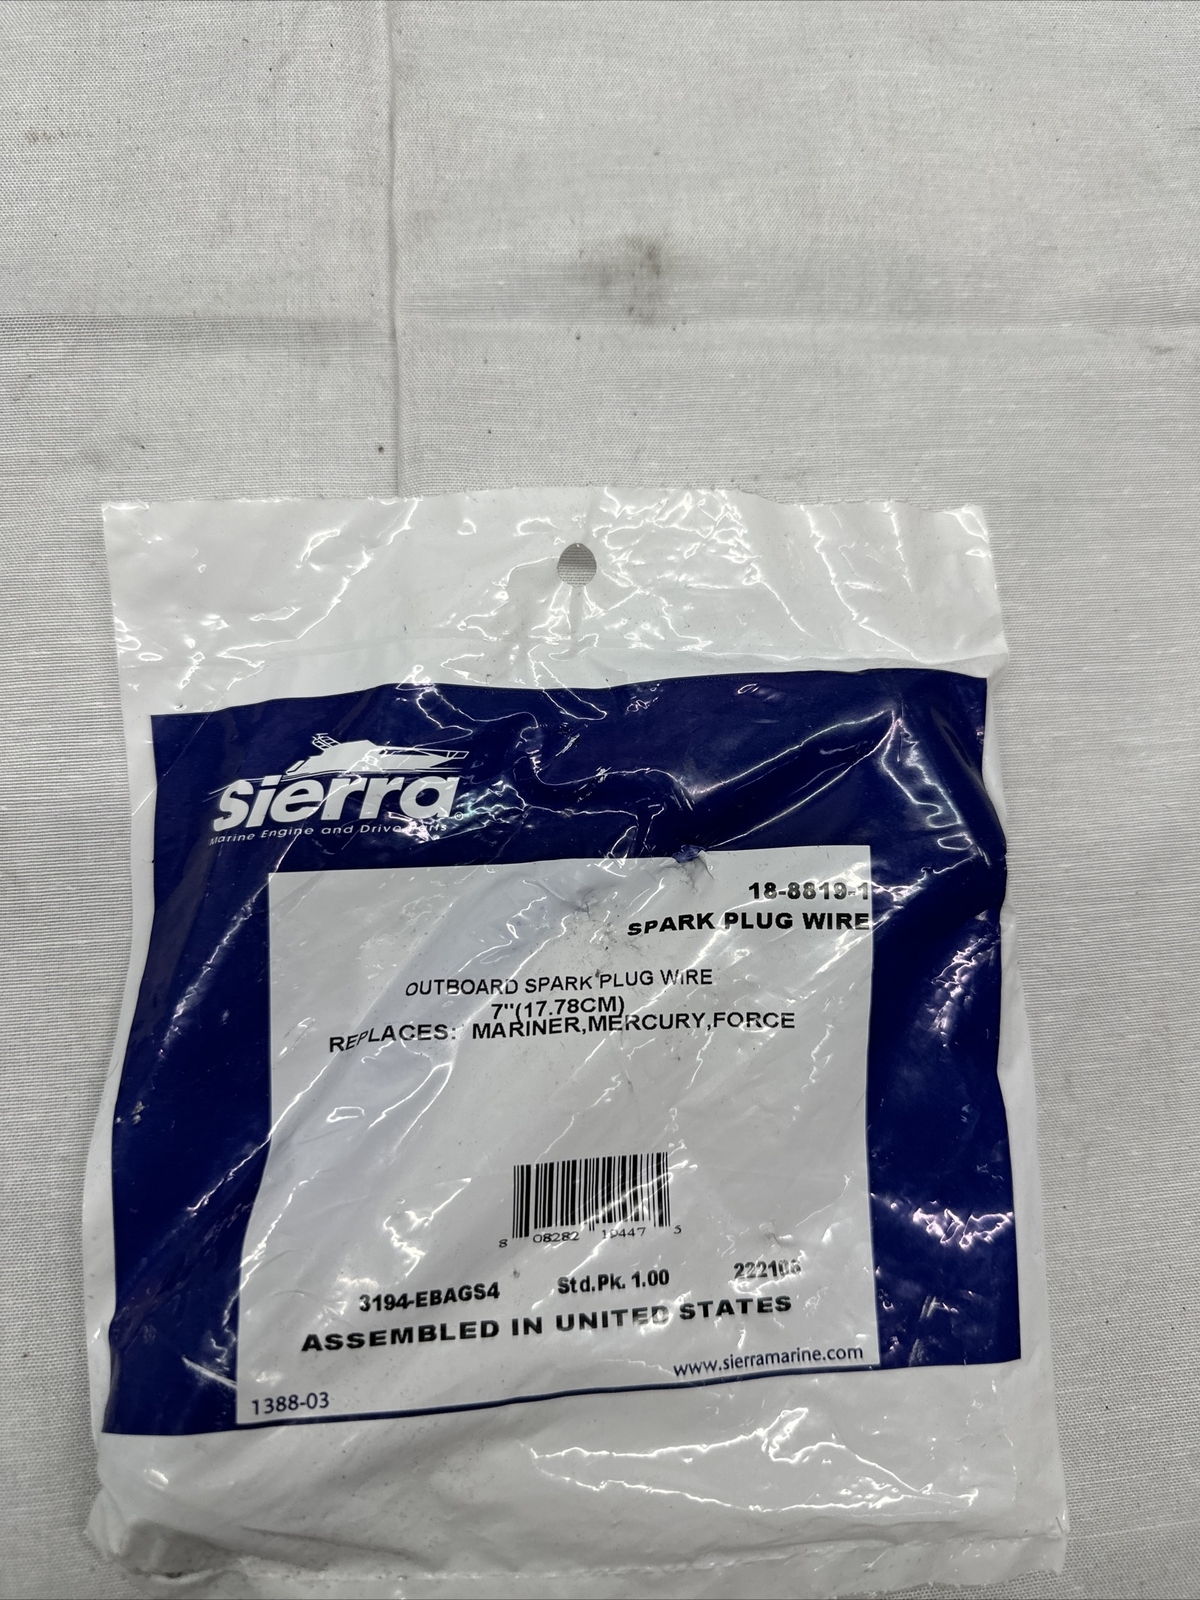 sierra®
Marine Engine and Drive Parts
18-8819-1
SPARK PLUG WIRE
OUTBOARD SPARK PLUG WIRE
7"(17.78CM)
REPLACES: MARINER,MERCURY,FORCE
8 08282 19447 5
3194-EBAGS4 Std.Pk. 1.00
ASSEMBLED IN UNITED STATES
www.sierramarine.com
1388-03